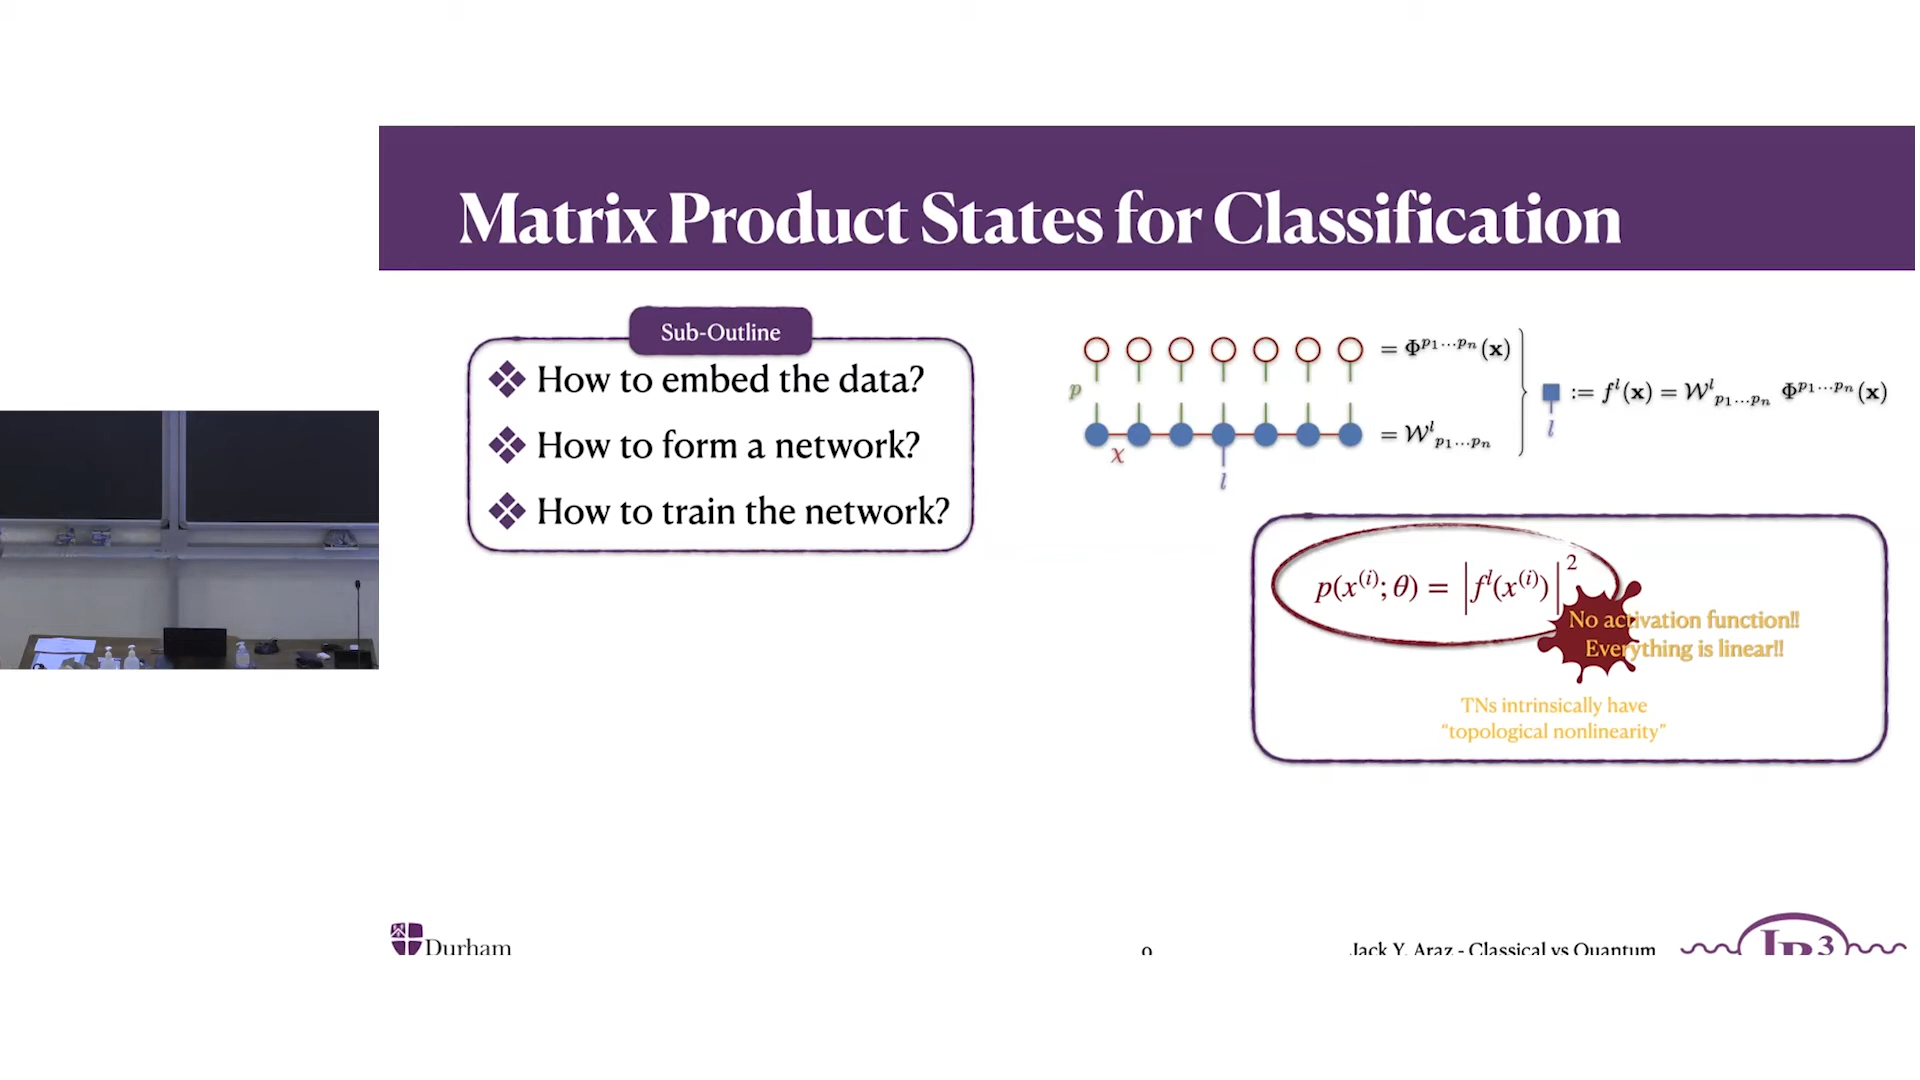 Matrix Product States for Classification
Sub-Outline
❖ How to embed the data?
❖ How to form a network?
❖ How to train the network?
= Φ^{p₁⋯pₙ}(𝐱)
p
= 𝒲^l_{p₁⋯pₙ}
χ
l
:= f^l(𝐱) = 𝒲^l_{p₁⋯pₙ} Φ^{p₁⋯pₙ}(𝐱)
l
p(x^{(i)}; θ) = |f^l(x^{(i)})|^2
No activation function!!
Everything is linear!!
TNs intrinsically have
“topological nonlinearity”
Durham
9
Jack Y. Araz - Classical vs Quantum
IP3